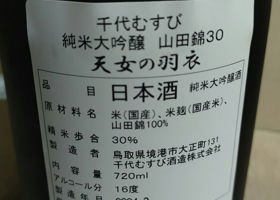 千代むすび
純米大吟醸 山田錦30
天女の羽衣
品目 日本酒 純米大吟醸酒
原材料名 米(国産)、米麹(国産米)、
山田錦100%
精米歩合 30%
製造者 鳥取県境港市大正町131
千代むすび酒造株式会社
内容量 720ml
アルコール分 16度
製造年月